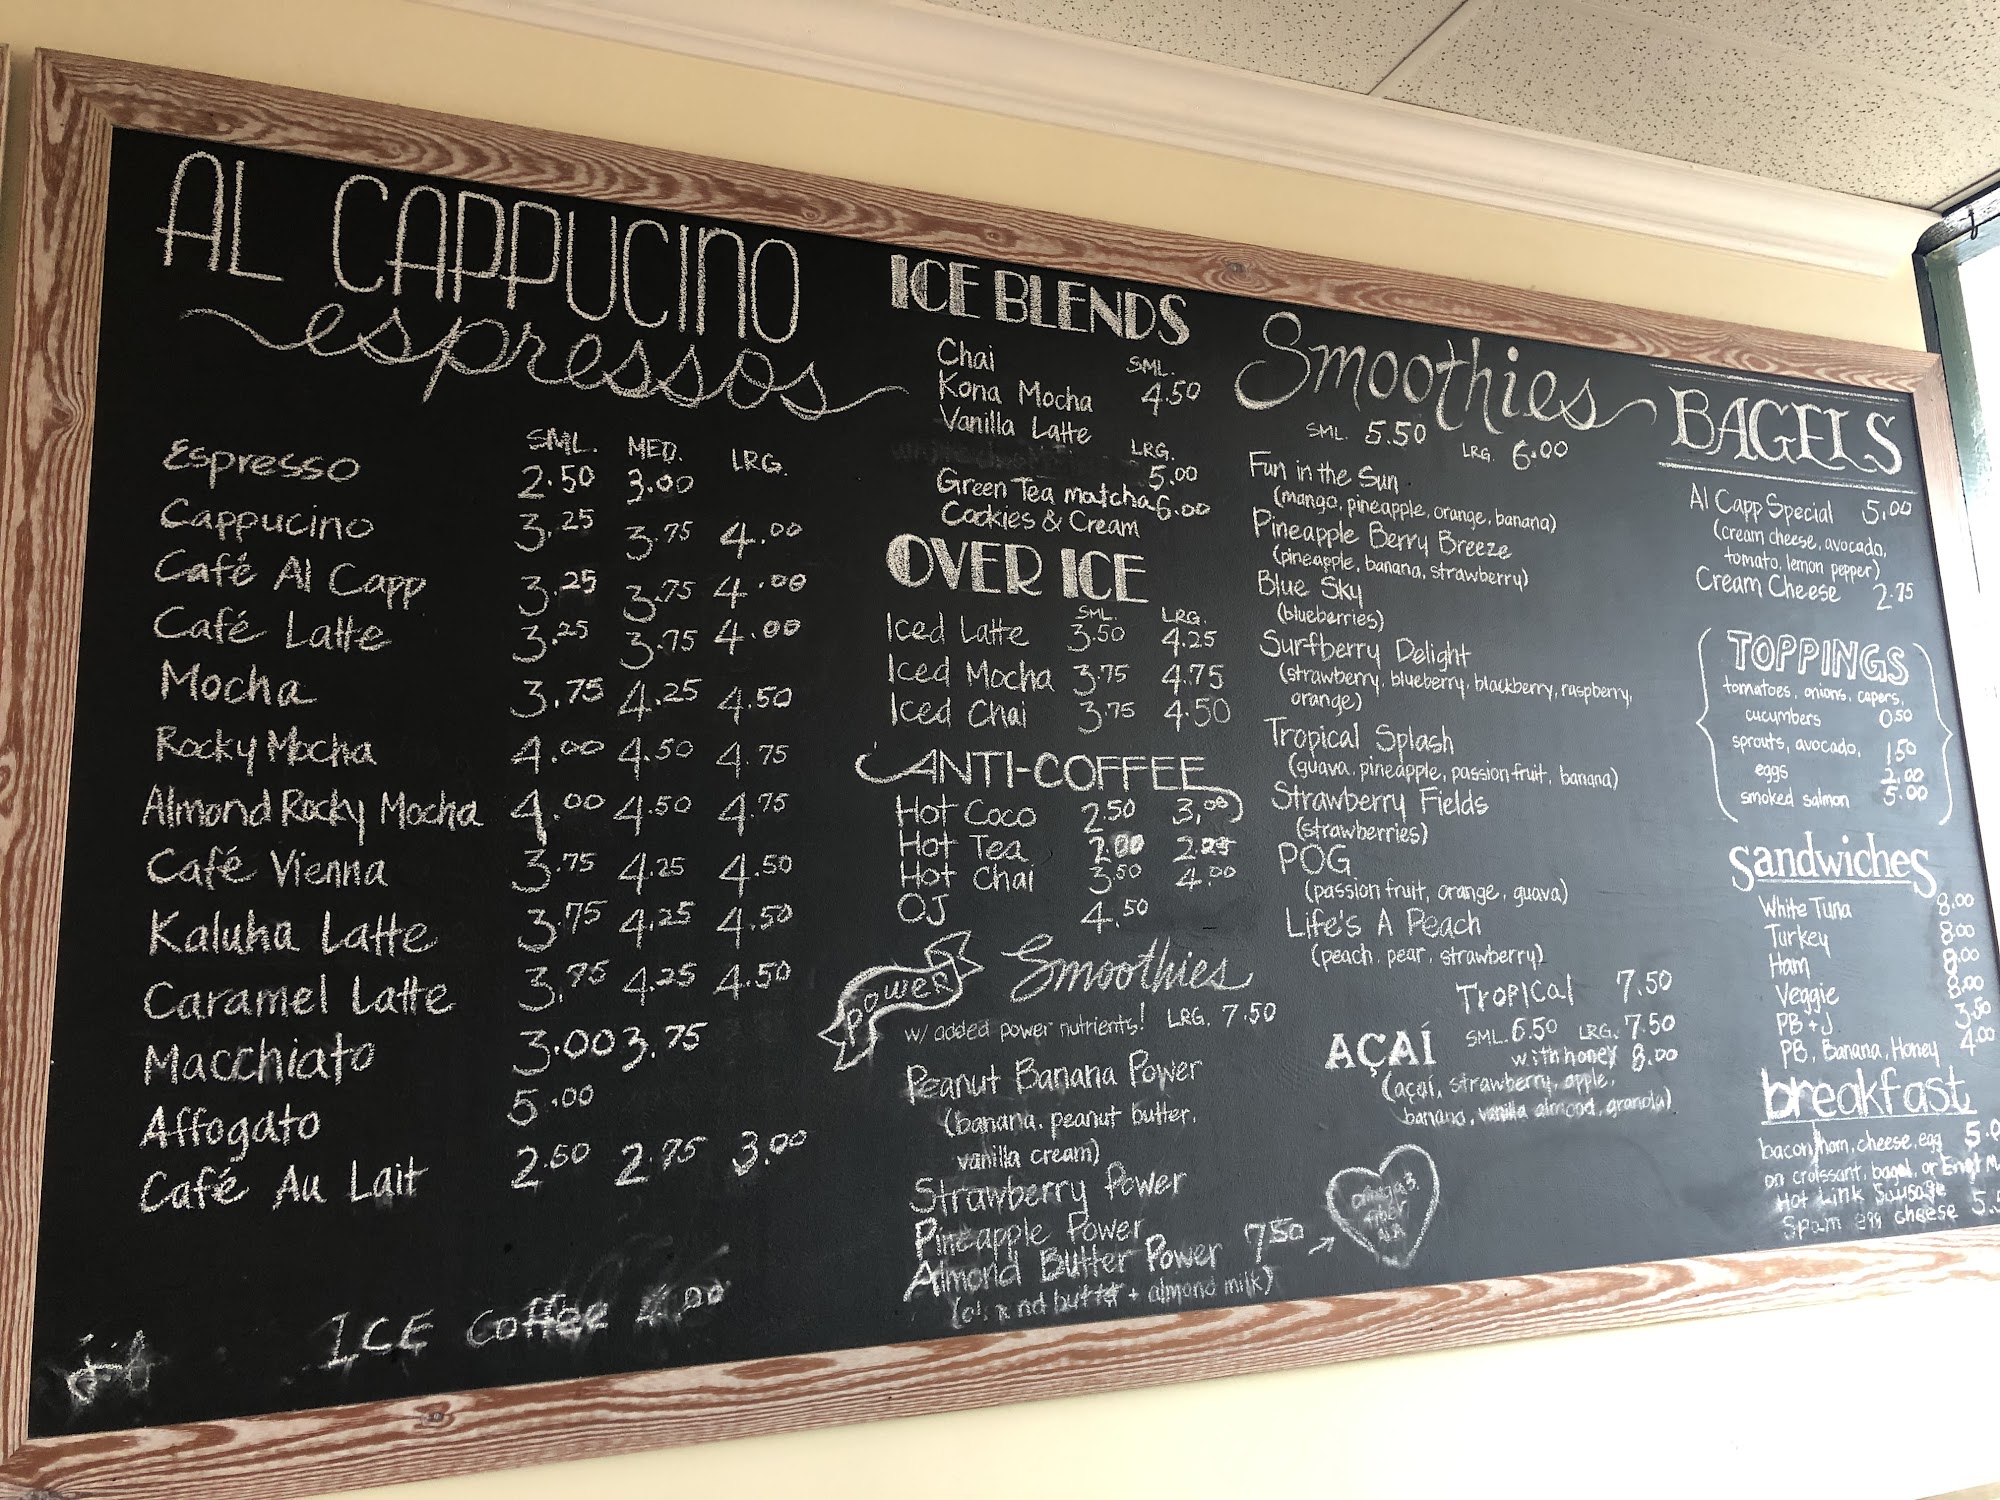 AL CAPPUCINO
espressos
SML. MED. LRG.
Espresso 2.50 3.00
Cappucino 3.25 3.75 4.00
Café Al Capp 3.25 3.75 4.00
Café Latte 3.25 3.75 4.00
Mocha 3.75 4.25 4.50
Rocky Mocha 4.00 4.50 4.75
Almond Rocky Mocha 4.00 4.50 4.75
Café Vienna 3.75 4.25 4.50
Kaluha Latte 3.75 4.25 4.50
Caramel Latte 3.75 4.25 4.50
Macchiato 3.00 3.75
Affogato 5.00
Café Au Lait 2.50 2.75 3.00
ICE Coffee
ICE BLENDS
Chai SML.
Kona Mocha 4.50
Vanilla Latte LRG.
5.00
Green Tea matcha 6.00
Cookies & Cream
OVER ICE
SML. LRG.
Iced Latte 3.50 4.25
Iced Mocha 3.75 4.75
Iced Chai 3.75 4.50
ANTI-COFFEE
Hot Coco 2.50 3.00
Hot Tea
Hot Chai 3.50 4.00
OJ 4.50
POWER Smoothies
w/ added power nutrients! LRG. 7.50
Peanut Banana Power
(banana, peanut butter,
vanilla cream)
Strawberry Power
Pineapple Power
Almond Butter Power 7.50
butter + almond milk)
Smoothies
SML. 5.50 LRG. 6.00
Fun in the Sun
(mango, pineapple, orange, banana)
Pineapple Berry Breeze
(pineapple, banana, strawberry)
Blue Sky
(blueberries)
Surfberry Delight
(strawberry, blueberry, blackberry, raspberry,
orange)
Tropical Splash
(guava, pineapple, passion fruit, banana)
Strawberry Fields
(strawberries)
POG
(passion fruit, orange, guava)
Life's A Peach
(peach, pear, strawberry)
Tropical 7.50
AÇAÍ SML. 6.50 LRG. 7.50
with honey 8.00
(açaí, strawberry, apple,
banana, vanilla almond, granola)
omega 3,
fiber
BAGELS
Al Capp Special 5.00
(cream cheese, avocado,
tomato, lemon pepper)
Cream Cheese 2.75
TOPPINGS
tomatoes, onions, capers,
cucumbers 0.50
sprouts, avocado, 1.50
eggs 2.00
smoked salmon 5.00
Sandwiches
White Tuna 8.00
Turkey 8.00
Ham 8.00
Veggie 8.00
PB + J 3.50
PB, Banana, Honey 4.00
breakfast
bacon/ham, cheese, egg
on croissant, bagel, or
Hot Link Sausage
Spam egg cheese